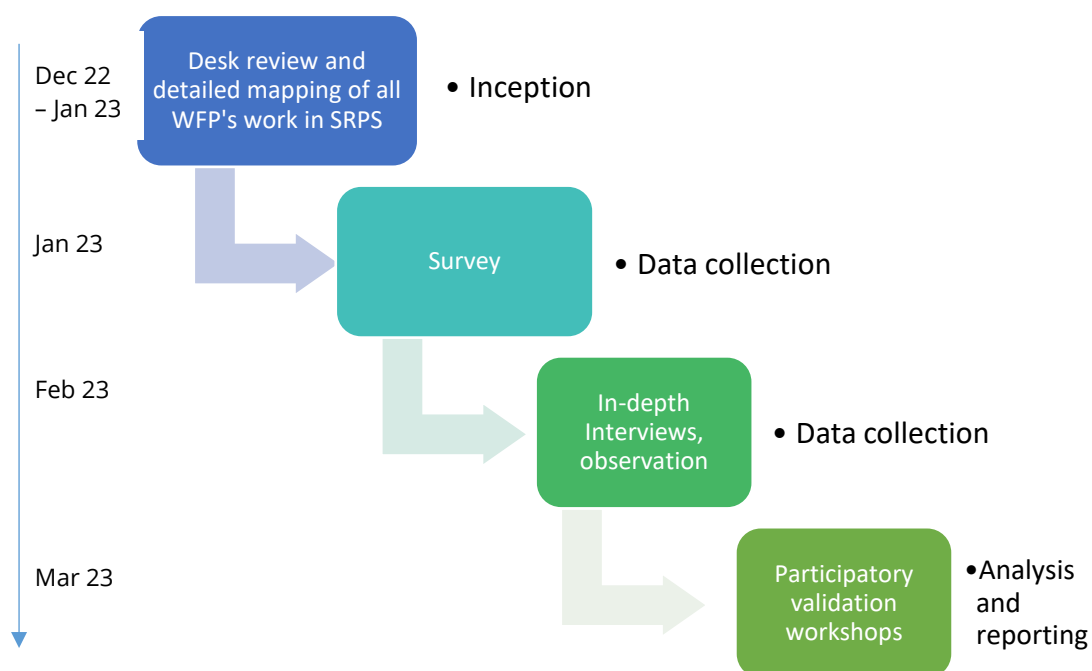 Dec 22
– Jan 23
Desk review and
detailed mapping of all
WFP's work in SRPS
• Inception
Jan 23
Survey
• Data collection
Feb 23
In-depth
Interviews,
observation
• Data collection
Mar 23
Participatory
validation
workshops
•Analysis
and
reporting